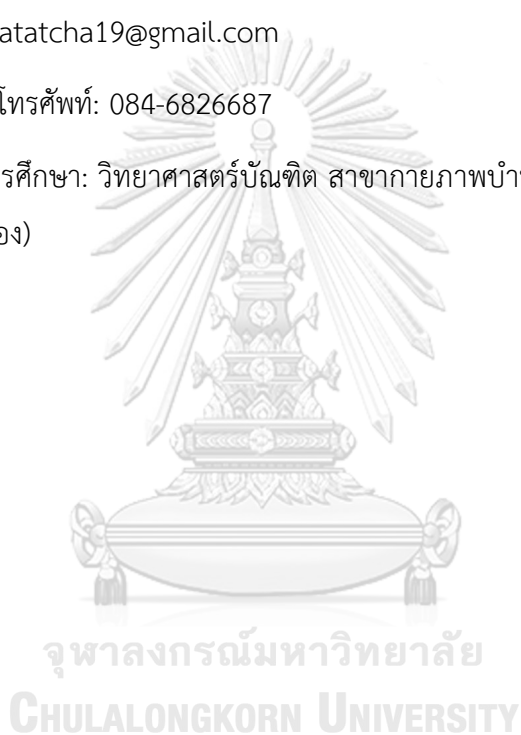 atatcha19@gmail.com
โทรศัพท์: 084-6826687
รศึกษา: วิทยาศาสตร์บัณฑิต สาขากายภาพบำ
อง)
จุฬาลงกรณ์มหาวิทยาลัย
CHULALONGKORN UNIVERSITY